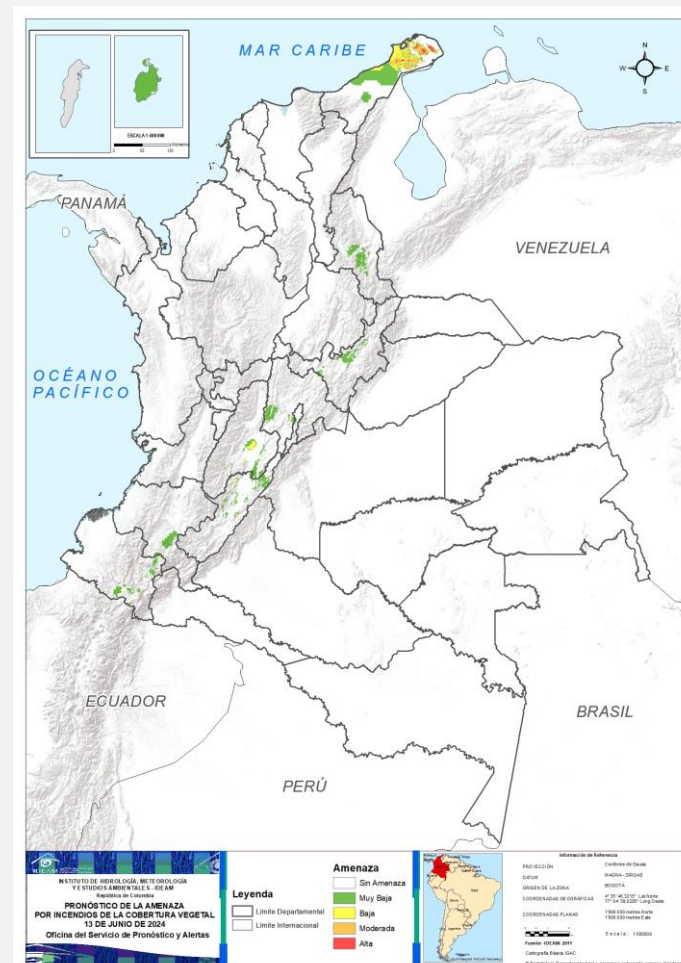 MAR CARIBE
N
W
E
S
PANAMÁ
VENEZUELA
OCÉANO
PACÍFICO
ECUADOR
BRASIL
PERÚ
IDEAM
INSTITUTO DE HIDROLOGÍA, METEOROLOGÍA
Y ESTUDIOS AMBIENTALES - IDEAM
República de Colombia
PRONÓSTICO DE LA AMENAZA
POR INCENDIOS DE LA COBERTURA VEGETAL
13 DE JUNIO DE 2024
Oficina del Servicio de Pronóstico y Alertas
Leyenda
Límite Departamental
Límite Internacional
Amenaza
Sin Amenaza
Muy Baja
Baja
Moderada
Alta
Información de Referencia
PROYECCIÓN
Conforme de Gauss
DATUM
MAGNA - SIRGAS
ORIGEN DE LA ZONA
BOGOTÁ
COORDENADAS GEOGRÁFICAS
COORDENADAS PLANAS
Fuente: IDEAM- 2011
Cartografía Básica IGAC